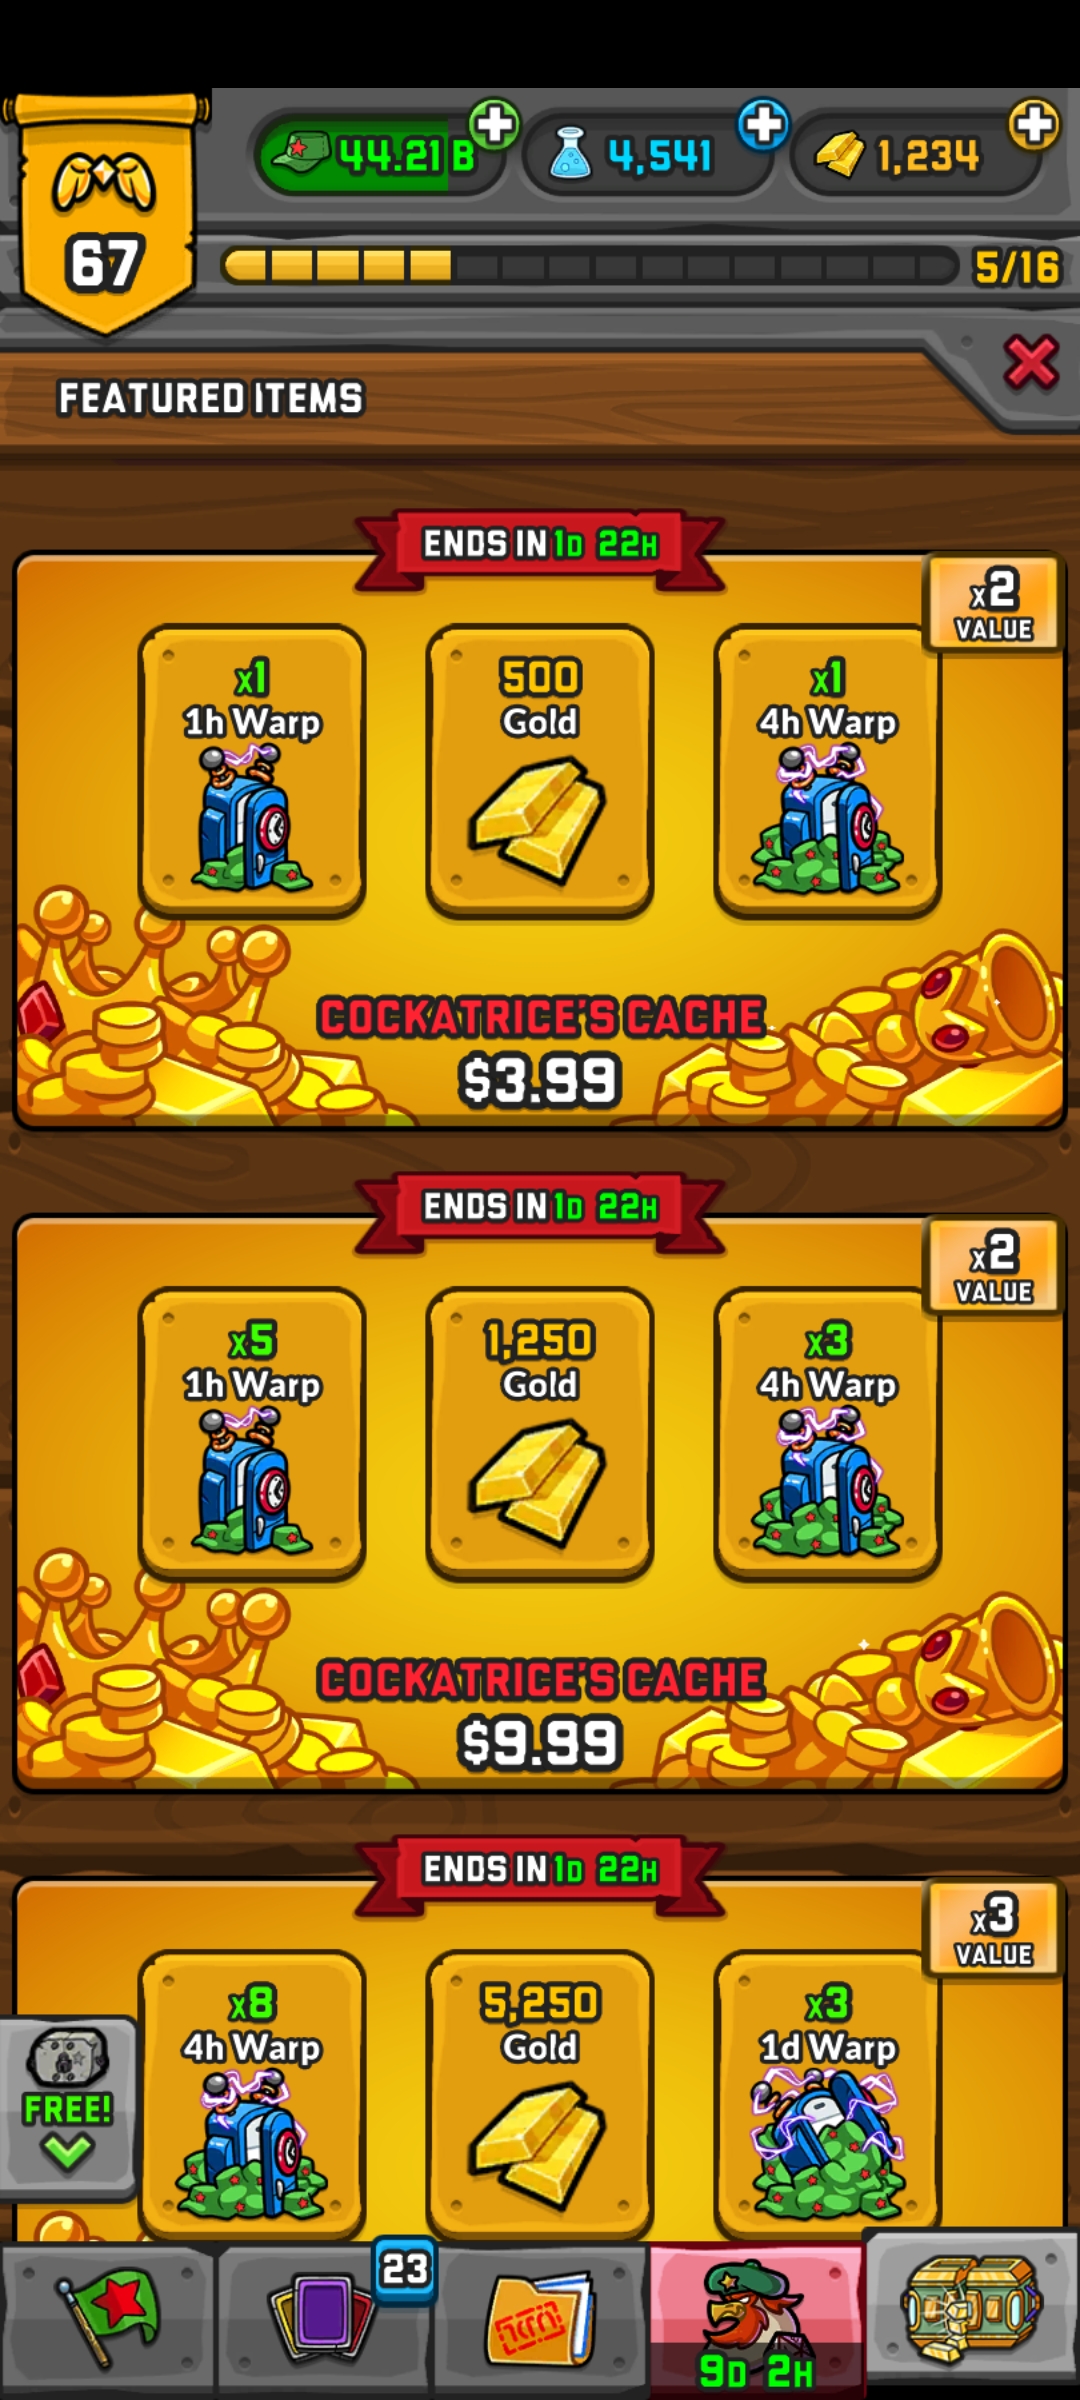 44.21 B
4,541
1,234
67
5/16
FEATURED ITEMS
ENDS IN 1D 22H
x2
VALUE
x1
1h Warp
500
Gold
x1
4h Warp
COCKATRICE'S CACHE
$3.99
ENDS IN 1D 22H
x2
VALUE
x5
1h Warp
1,250
Gold
x3
4h Warp
COCKATRICE'S CACHE
$9.99
ENDS IN 1D 22H
x3
VALUE
x8
4h Warp
5,250
Gold
x3
1d Warp
FREE!
23
9D 2H